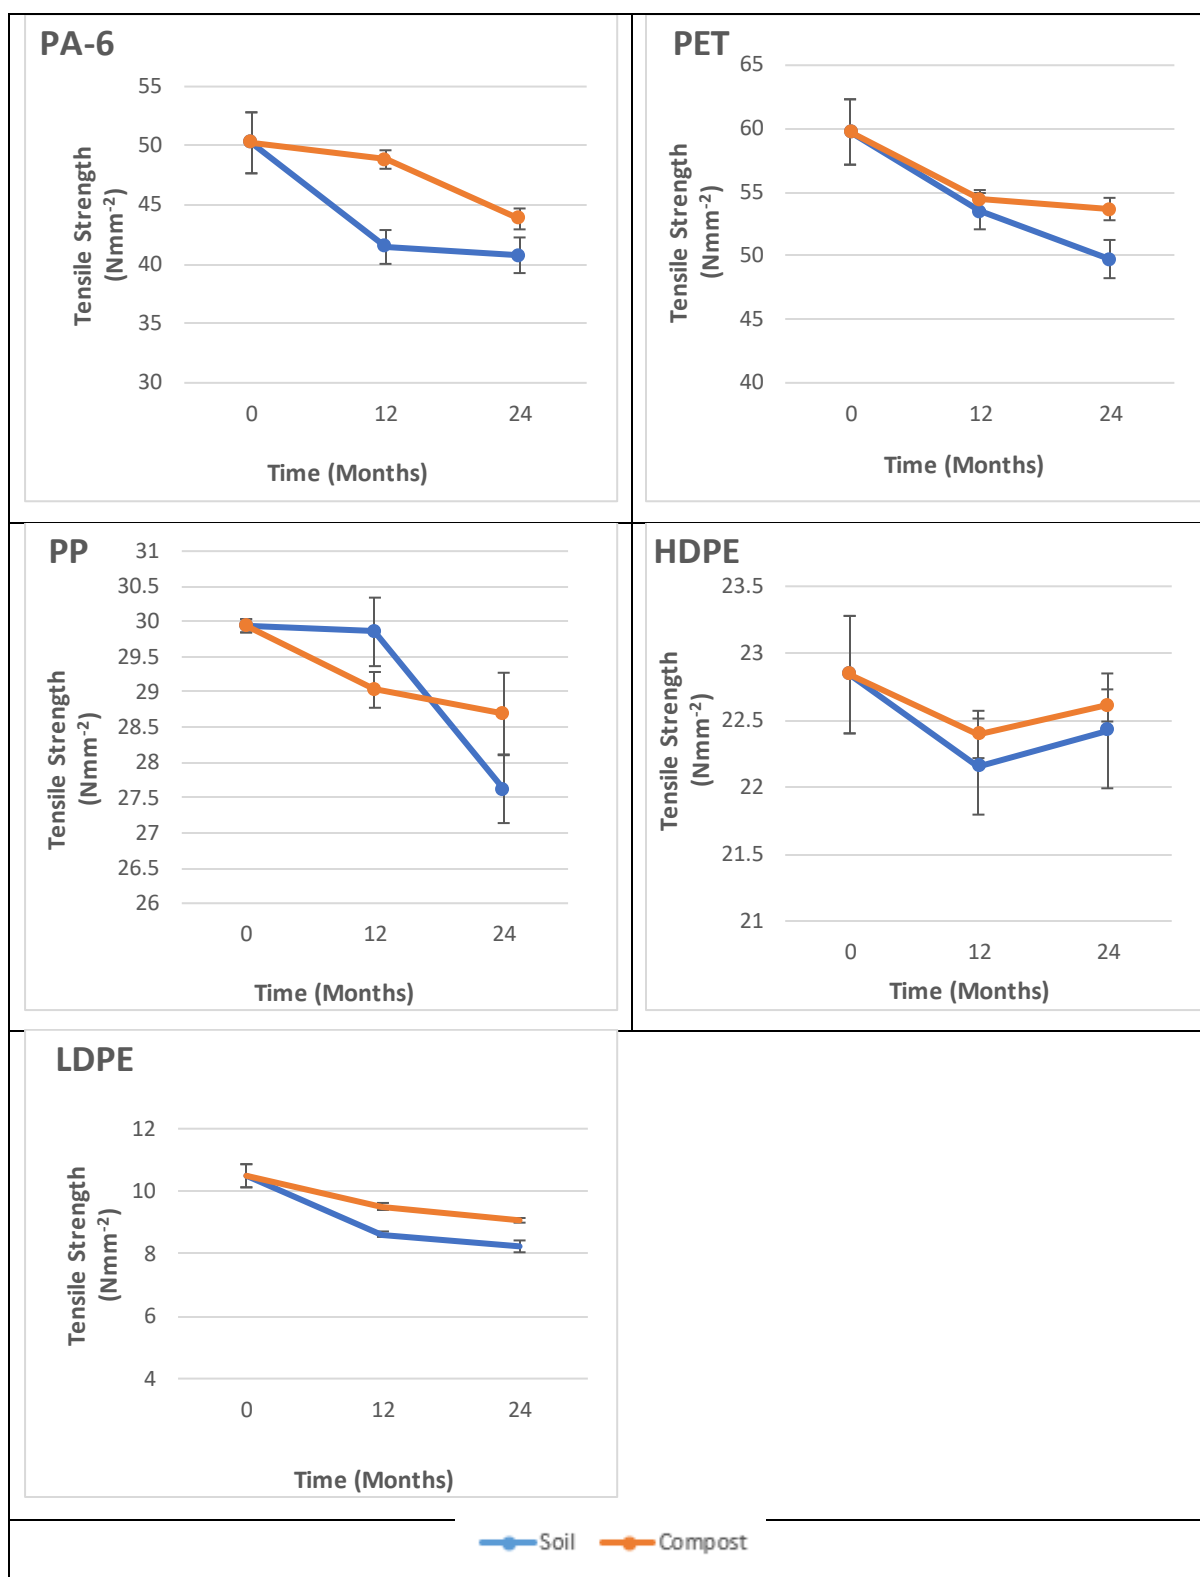 PA-6
55
50
45
40
35
30
0 12 24
Tensile Strength
(Nmm-2)
Time (Months)
PET
65
60
55
50
45
40
0 12 24
Tensile Strength
(Nmm-2)
Time (Months)
PP
31
30.5
30
29.5
29
28.5
28
27.5
27
26.5
26
0 12 24
Tensile Strength
(Nmm-2)
Time (Months)
HDPE
23.5
23
22.5
22
21.5
21
0 12 24
Tensile Strength
(Nmm-2)
Time (Months)
LDPE
12
10
8
6
4
0 12 24
Tensile Strength
(Nmm-2)
Time (Months)
Soil Compost